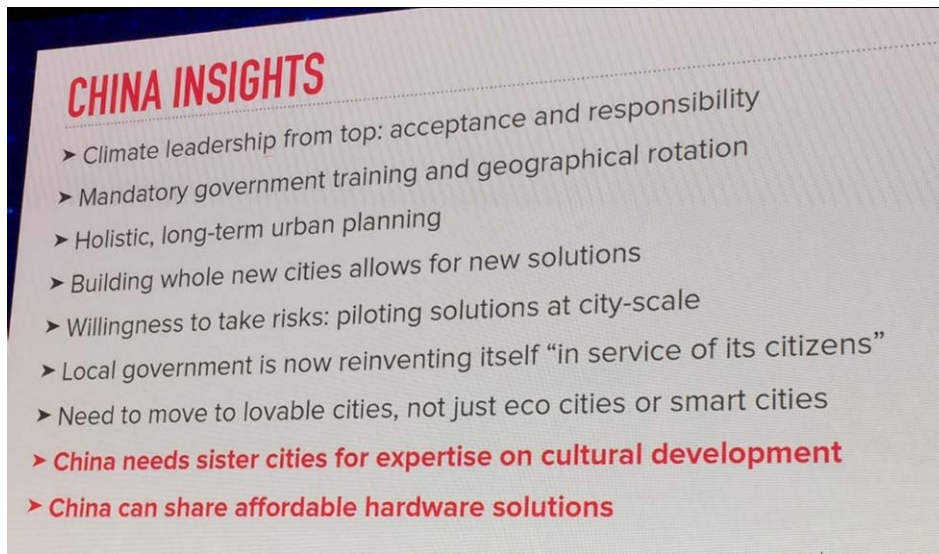 CHINA INSIGHTS
➤ Climate leadership from top: acceptance and responsibility
➤ Mandatory government training and geographical rotation
➤ Holistic, long-term urban planning
➤ Building whole new cities allows for new solutions
➤ Willingness to take risks: piloting solutions at city-scale
➤ Local government is now reinventing itself “in service of its citizens”
➤ Need to move to lovable cities, not just eco cities or smart cities
➤ China needs sister cities for expertise on cultural development
➤ China can share affordable hardware solutions